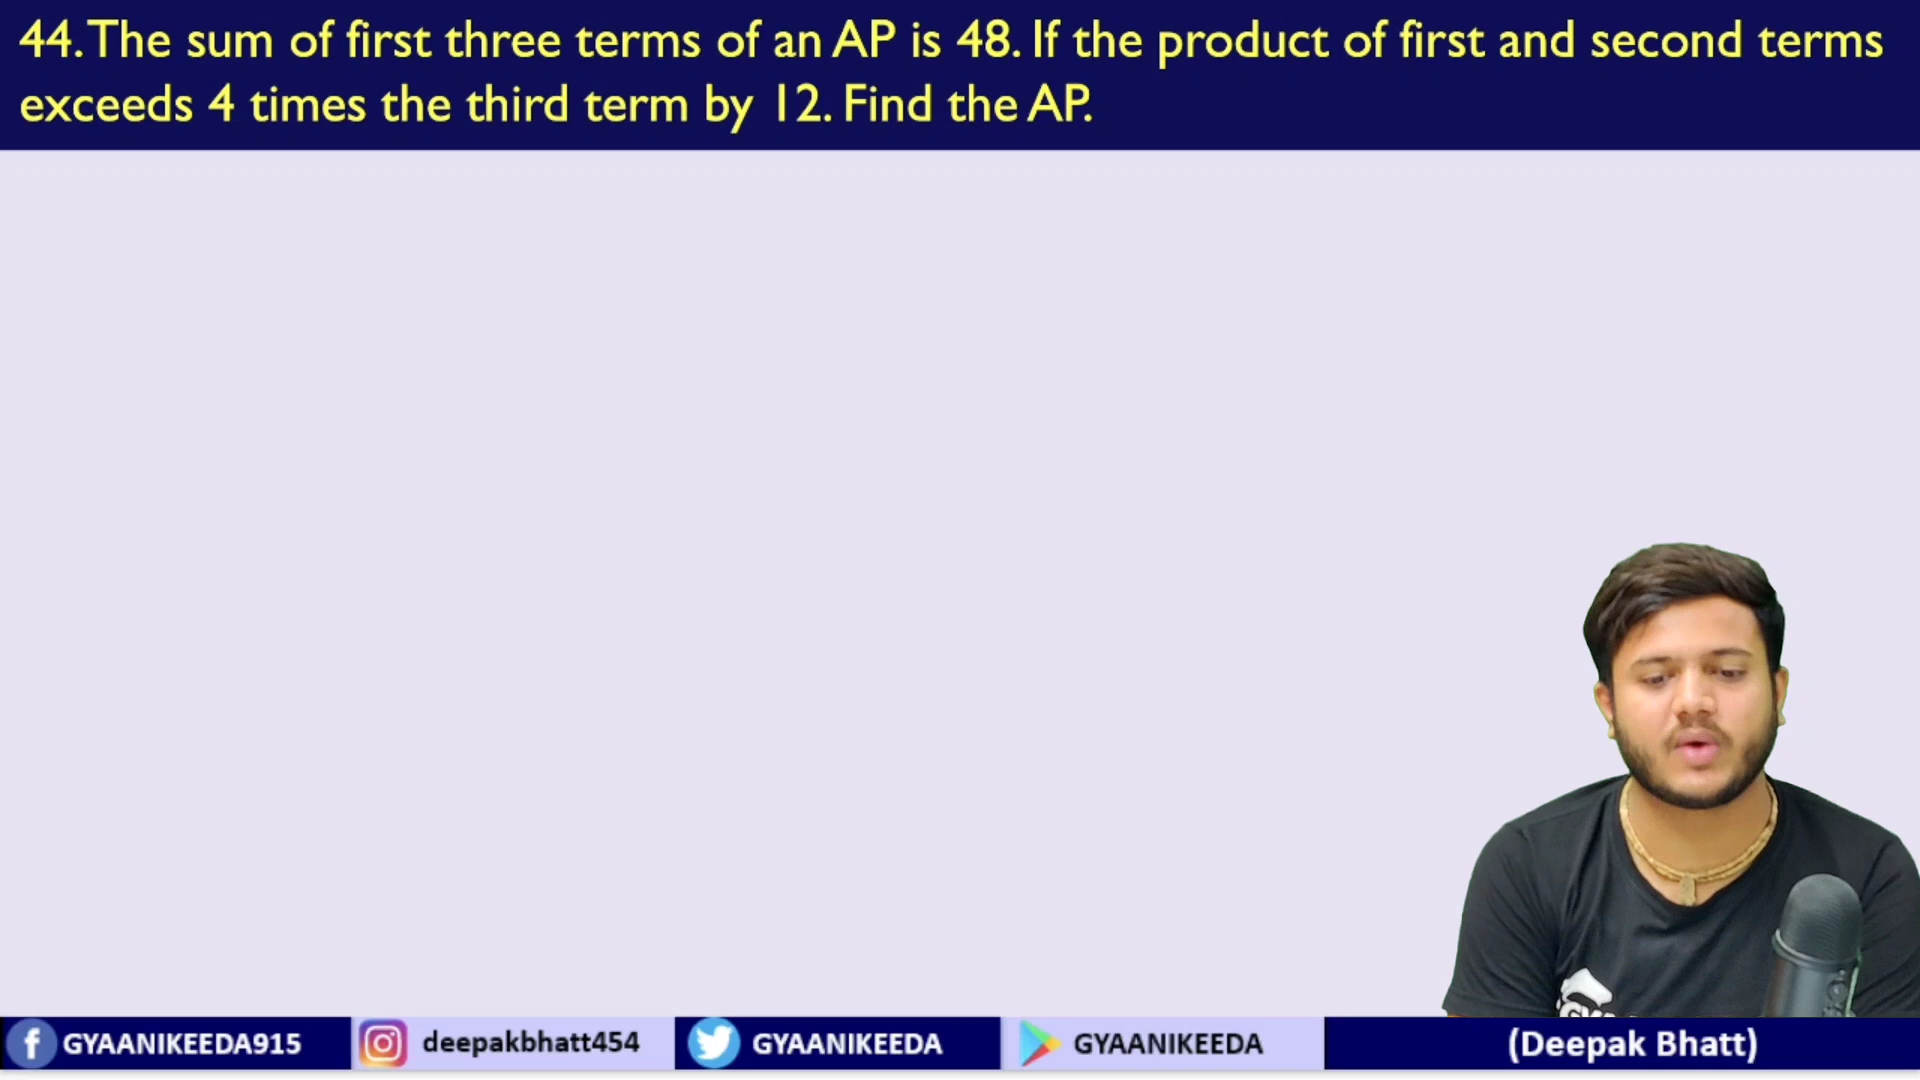 44. The sum of first three terms of an AP is 48. If the product of first and second terms
exceeds 4 times the third term by 12. Find the AP.
GYAANIKEEDA915
deepakbhatt454
GYAANIKEEDA
GYAANIKEEDA
(Deepak Bhatt)